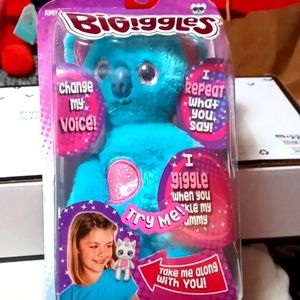 BiGiggles
Change
my
Voice!
I
Repeat
what
you
say!
I
giggle
when you
tickle my
tummy
Try Me!
Take me along
with YOU!